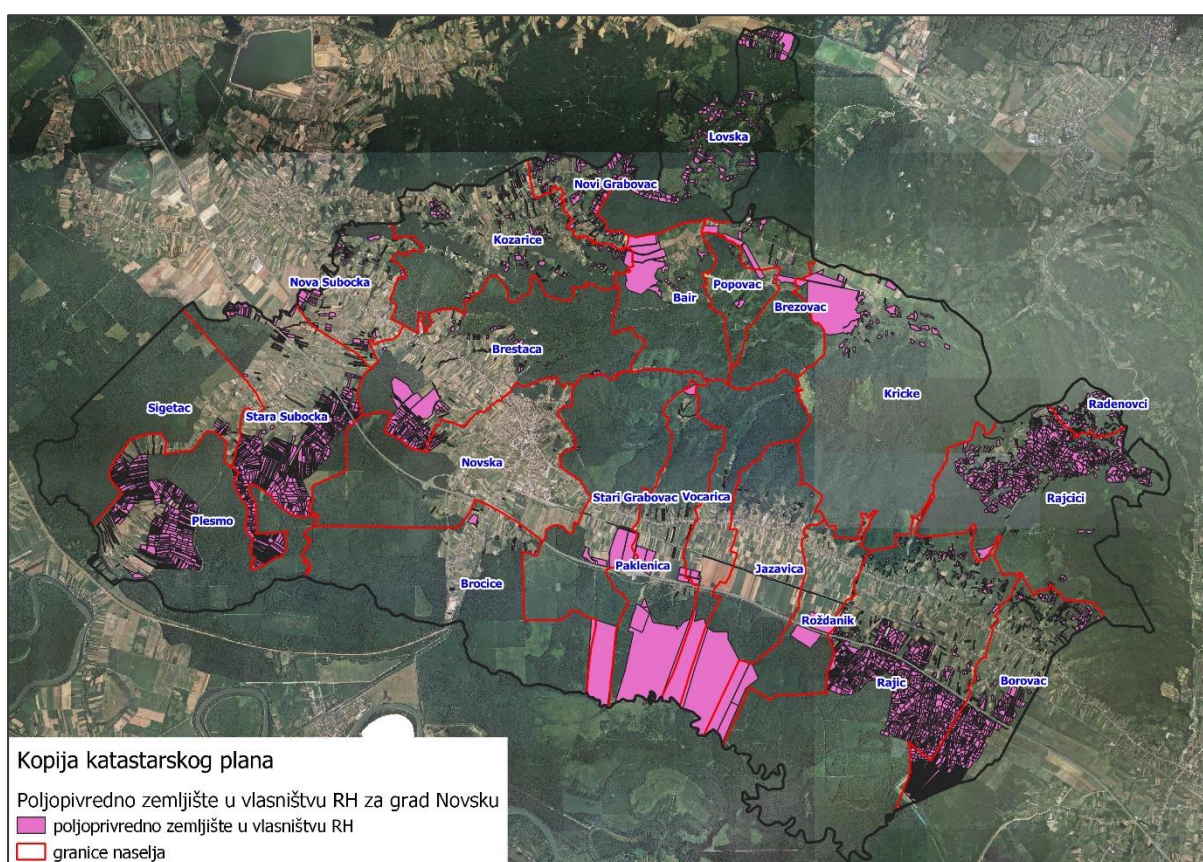 Lovska
Novi Grabovac
Kozarice
Nova Subocka
Bair
Popovac
Brezovac
Brestaca
Kricke
Radenovci
Sigetac
Stara Subocka
Novska
Stari Grabovac
Vocarica
Rajcici
Plesmo
Paklenica
Jazavica
Brocice
Roždanik
Rajic
Borovac
Kopija katastarskog plana
Poljopivredno zemljište u vlasništvu RH za grad Novsku
poljoprivredno zemljište u vlasništvu RH
granice naselja